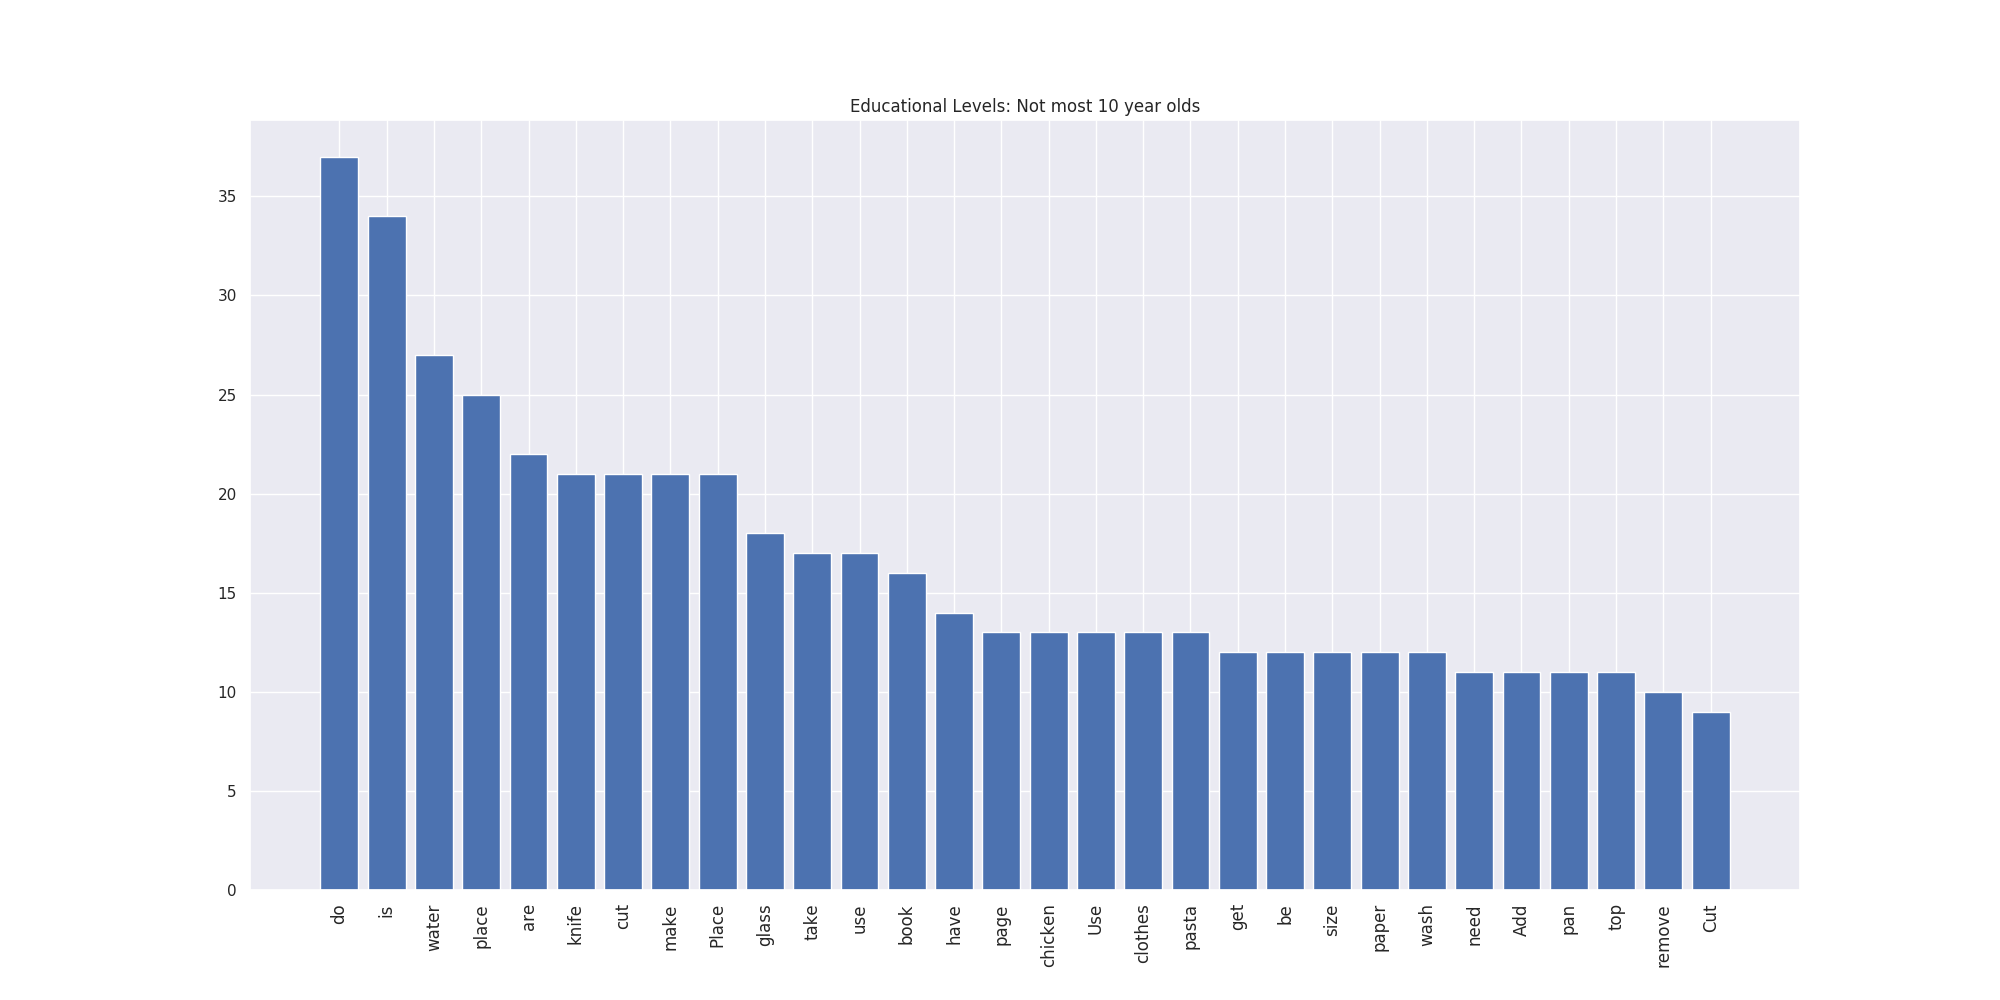 Educational Levels: Not most 10 year olds
35
30
25
20
15
10
5
0
do
is
water
place
are
knife
cut
make
Place
glass
take
use
book
have
page
chicken
Use
clothes
pasta
get
be
size
paper
wash
need
Add
pan
top
remove
Cut